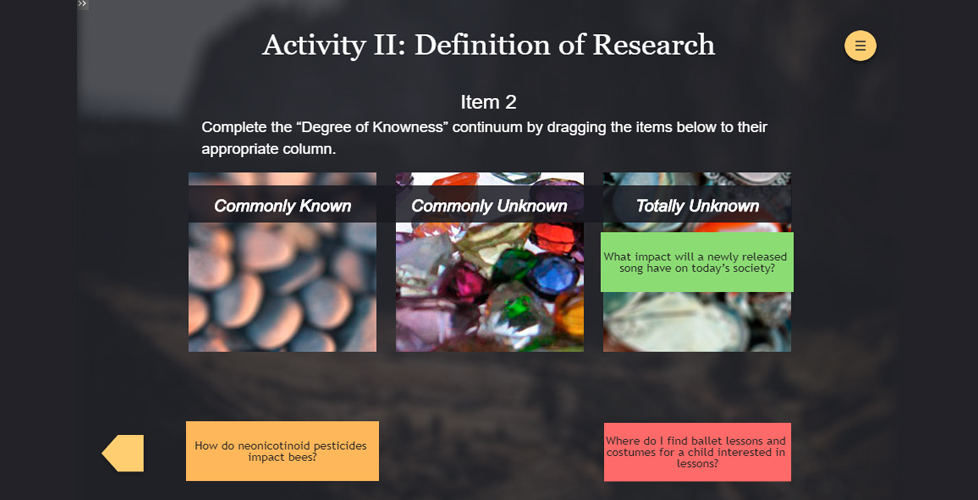 Activity II: Definition of Research
Item 2
Complete the “Degree of Knowness” continuum by dragging the items below to their
appropriate column.
Commonly Known
Commonly Unknown
Totally Unknown
What impact will a newly released
song have on today’s society?
How do neonicotinoid pesticides
impact bees?
Where do I find ballet lessons and
costumes for a child interested in
lessons?